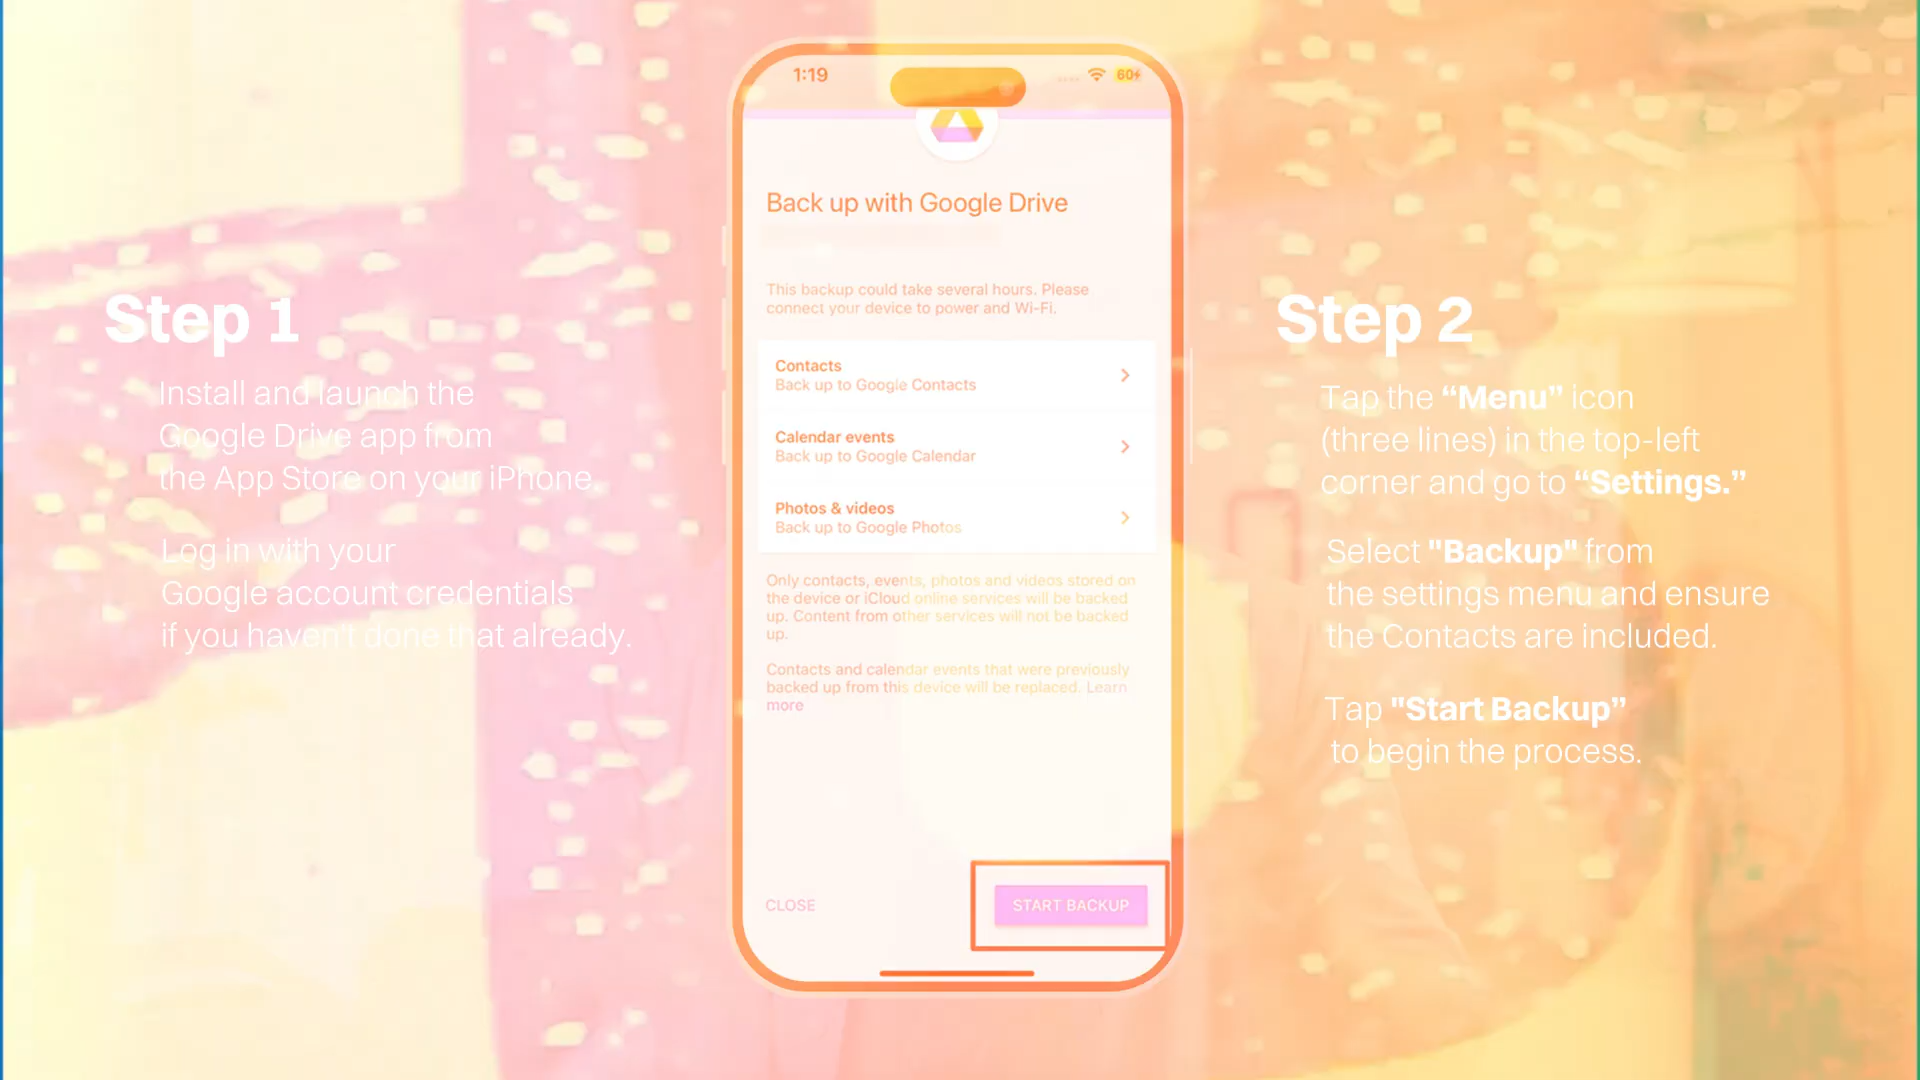 Step 1
Install and launch the
Google Drive app from
the App Store on your iPhone.
Log in with your
Google account credentials
if you haven't done that already.
1:19
60
Back up with Google Drive
This backup could take several hours. Please
connect your device to power and Wi-Fi.
Contacts
Back up to Google Contacts
Calendar events
Back up to Google Calendar
Photos & videos
Back up to Google Photos
Only contacts, events, photos and videos stored on
the device or iCloud online services will be backed
up. Content from other services will not be backed
up.
Contacts and calendar events that were previously
backed up from this device will be replaced. Learn
more
CLOSE
START BACKUP
Step 2
Tap the “Menu” icon
(three lines) in the top-left
corner and go to “Settings.”
Select "Backup" from
the settings menu and ensure
the Contacts are included.
Tap "Start Backup”
to begin the process.